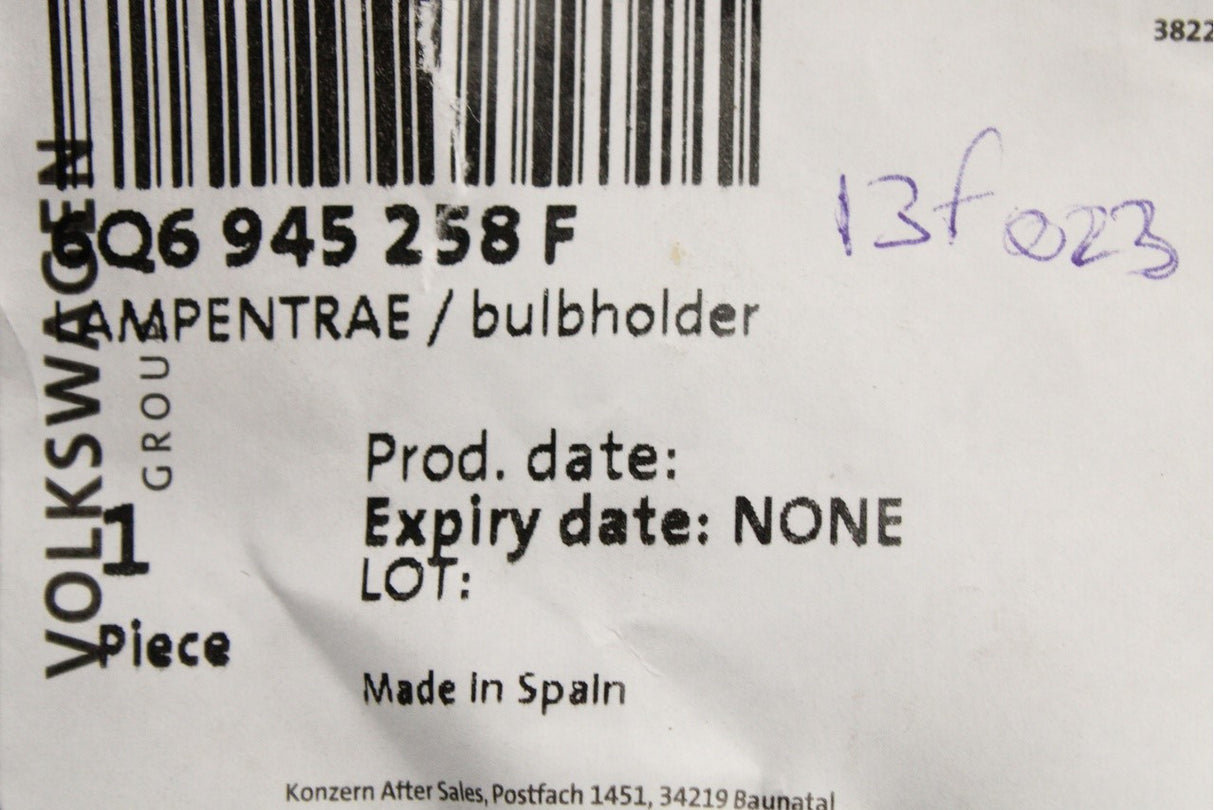 3822
6Q6 945 258 F
13f023
AMPENTRAE / bulbholder
VOLKSWAGEN
GROUP
Prod. date:
Expiry date: NONE
1
LOT:
Piece
Made in Spain
Konzern After Sales, Postfach 1451, 34219 Baunatal